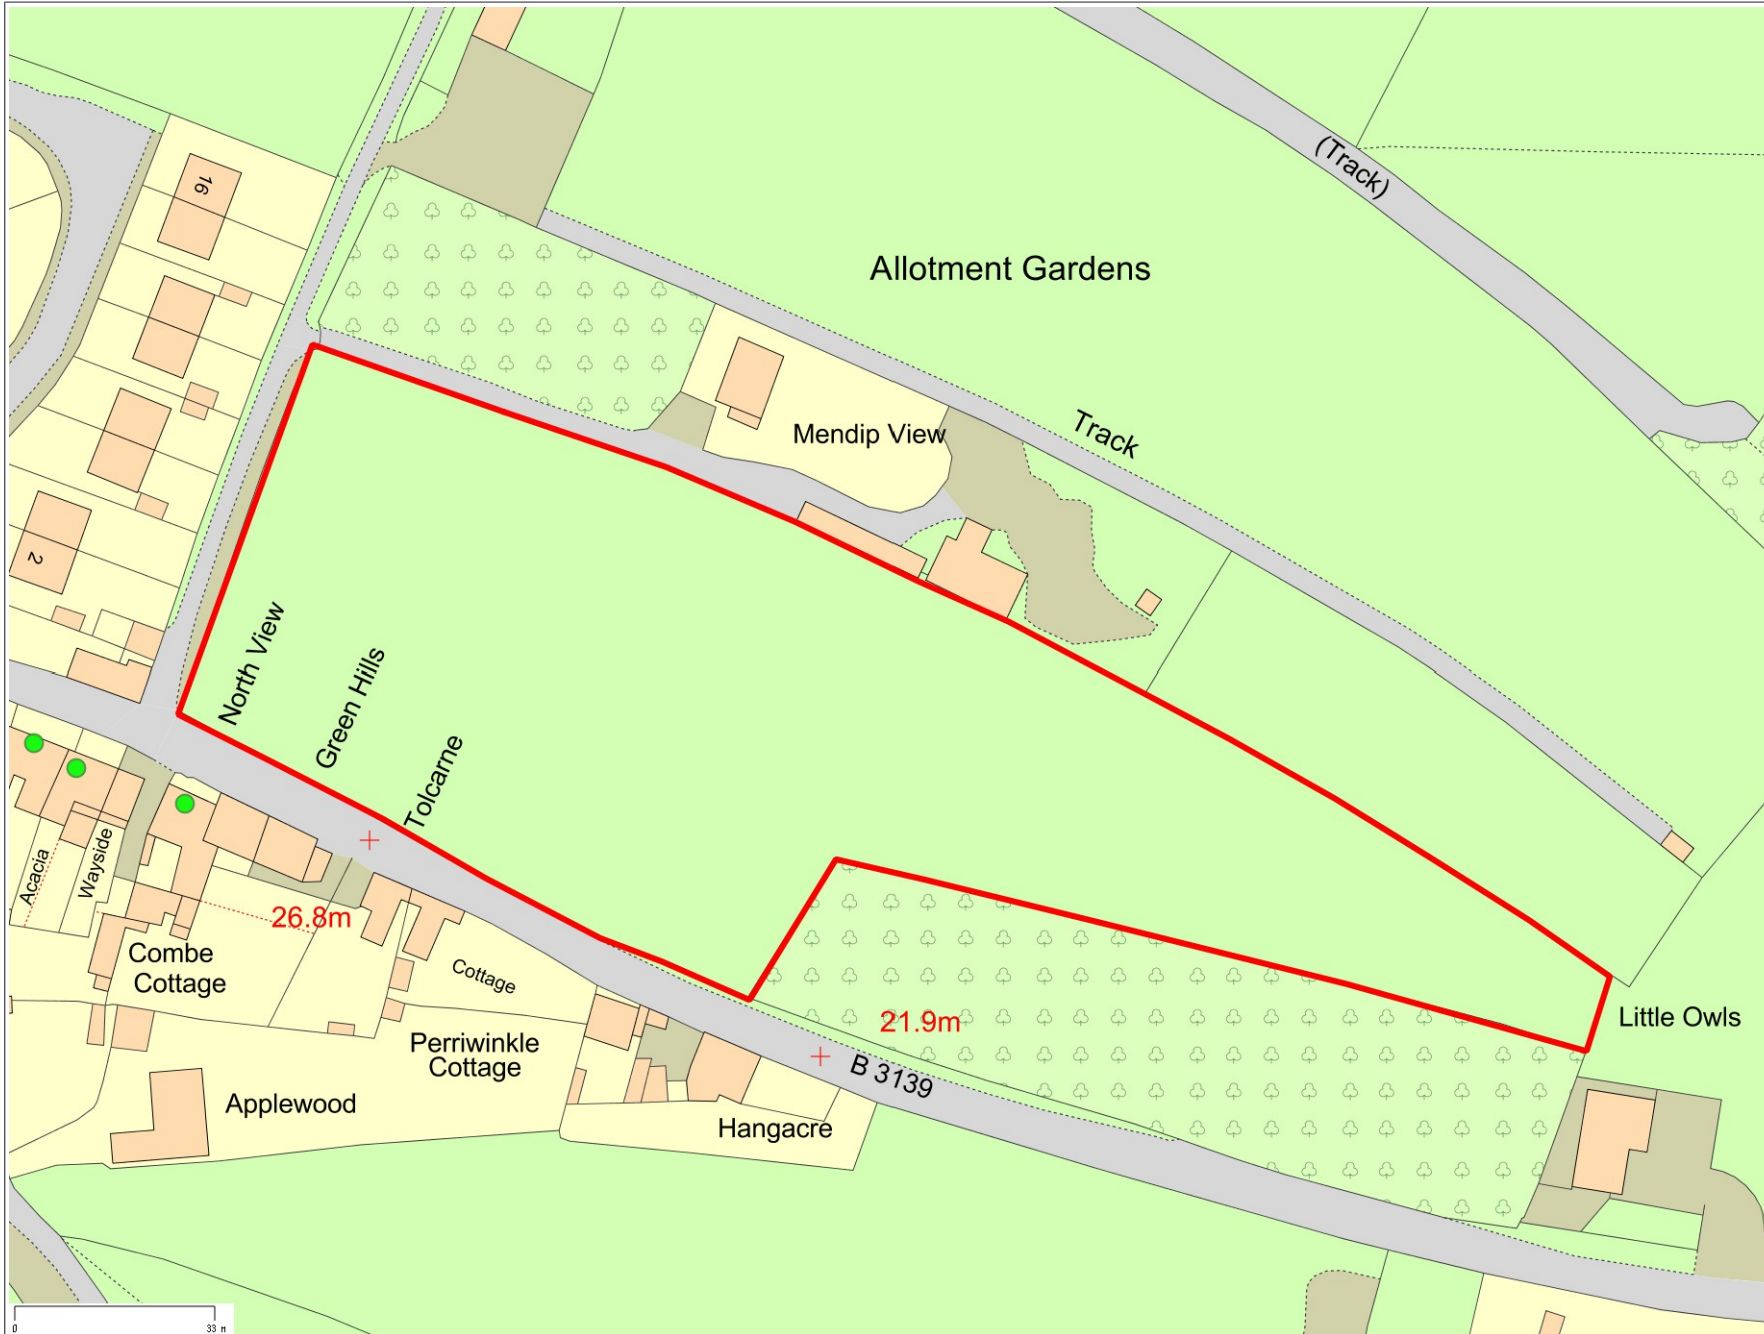 (Track)
16
Allotment Gardens
Track
Mendip View
2
North View
Green Hills
Tolcarne
Acacia
Wayside
26.8m
Combe
Cottage
Cottage
21.9m
Little Owls
Perriwinkle
Cottage
B 3139
Applewood
Hangacre
0
33 m